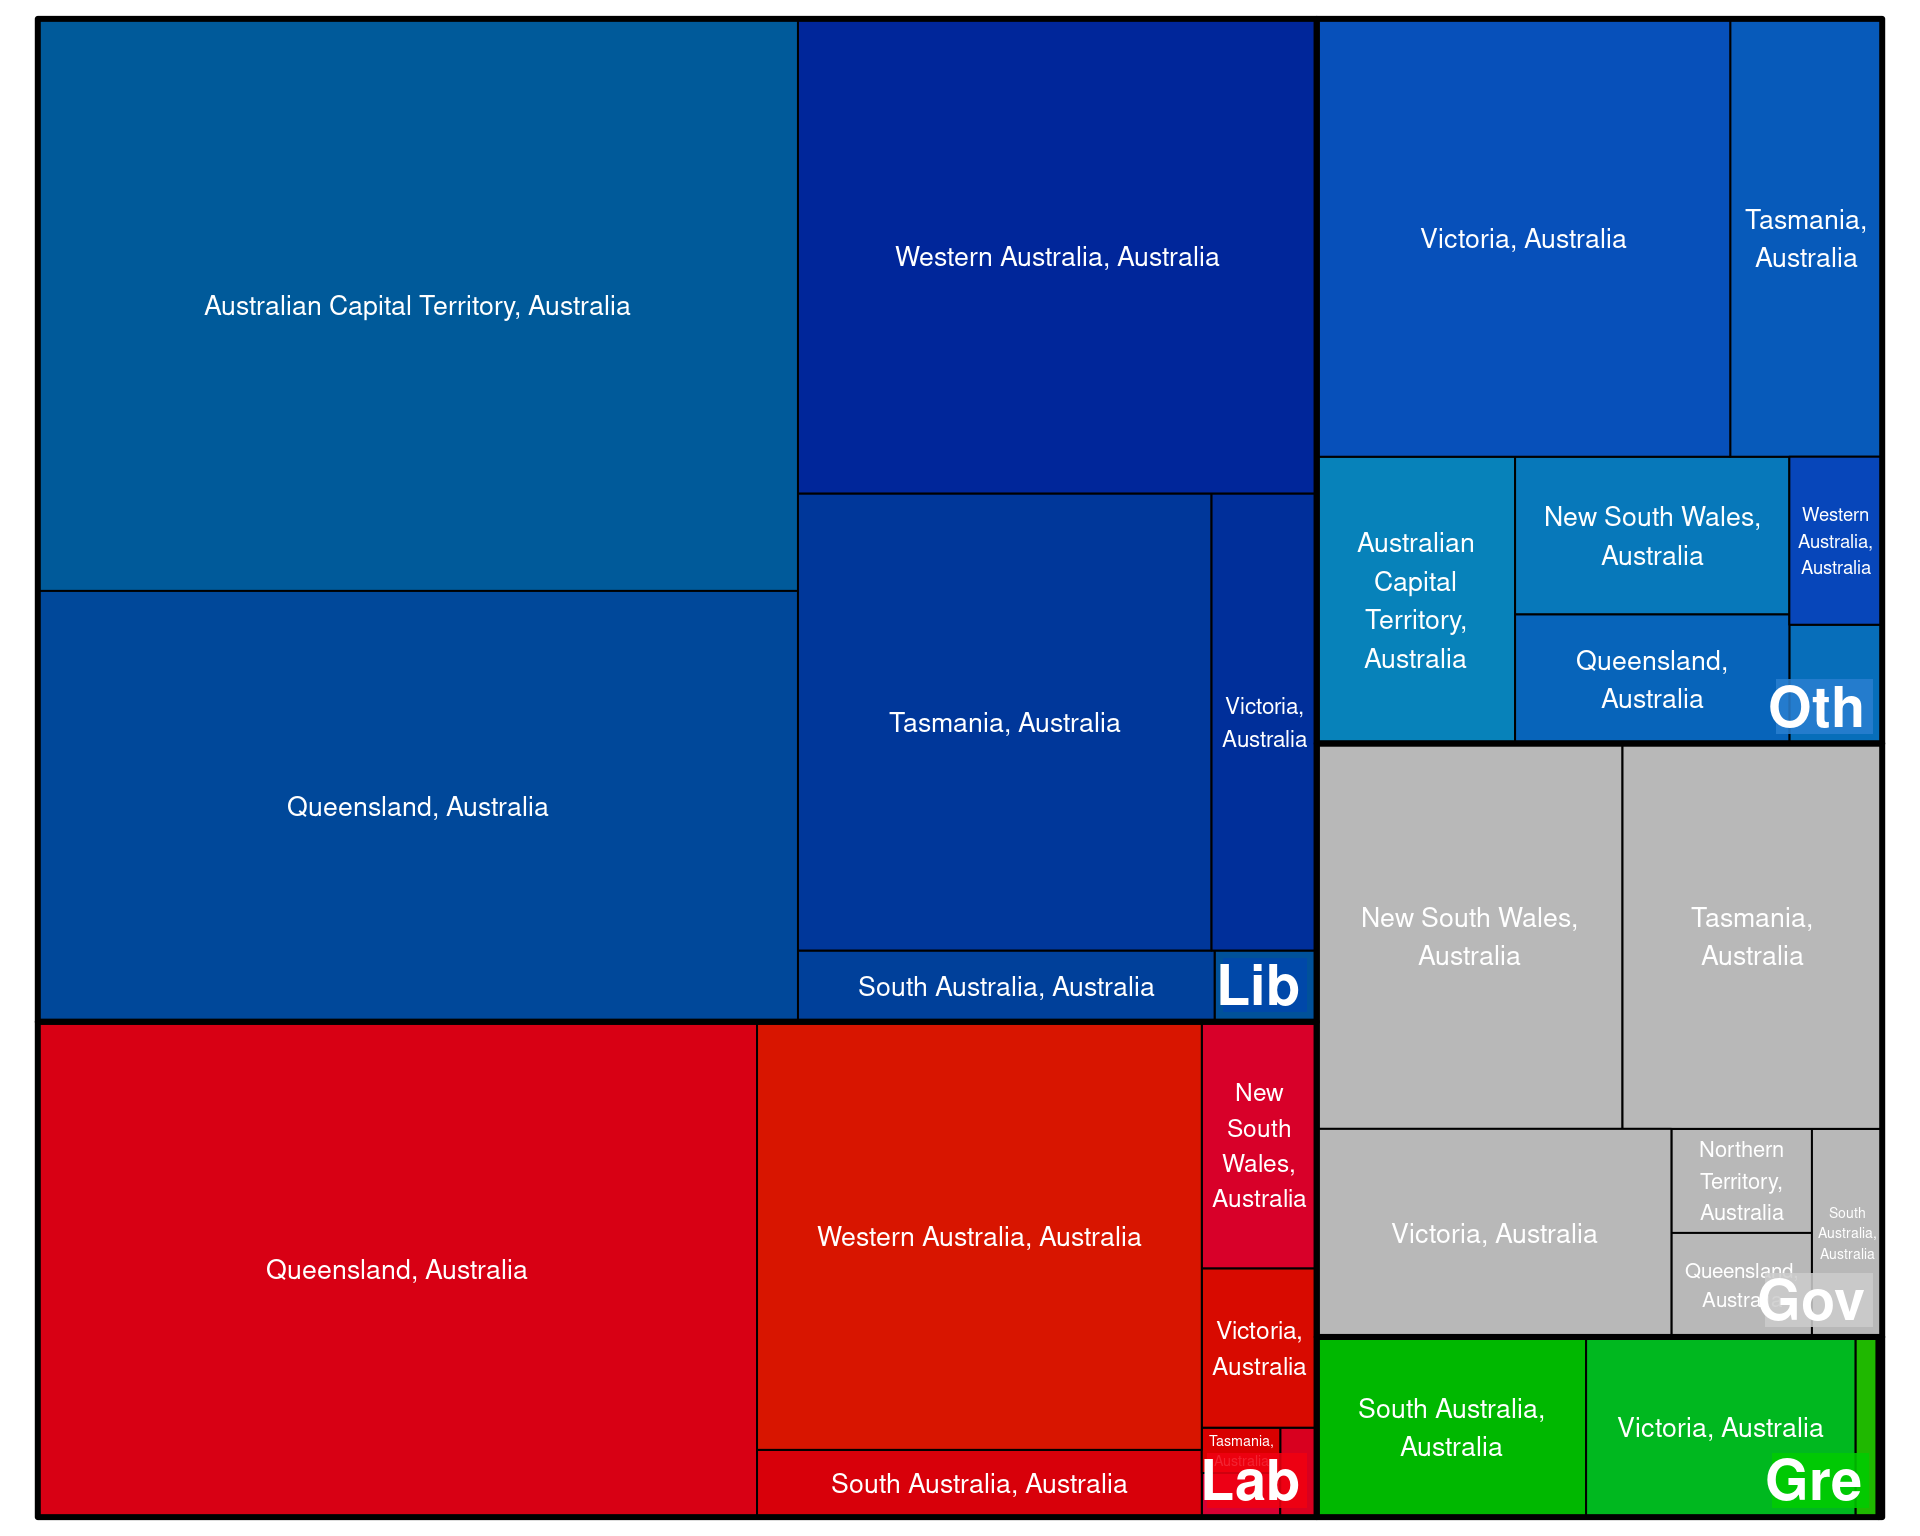 Australian Capital Territory, Australia
Queensland, Australia
Western Australia, Australia
Tasmania, Australia
Victoria,
Australia
South Australia, Australia
Lib
Queensland, Australia
Western Australia, Australia
South Australia, Australia
New
South
Wales,
Australia
Victoria,
Australia
Tasmania,
Australia
Lab
Victoria, Australia
Tasmania,
Australia
Australian
Capital
Territory,
Australia
New South Wales,
Australia
Queensland,
Australia
Western
Australia,
Australia
Oth
New South Wales,
Australia
Tasmania,
Australia
Victoria, Australia
Northern
Territory,
Australia
Queensland,
Australia
South
Australia,
Australia
Gov
South Australia,
Australia
Victoria, Australia
Gre